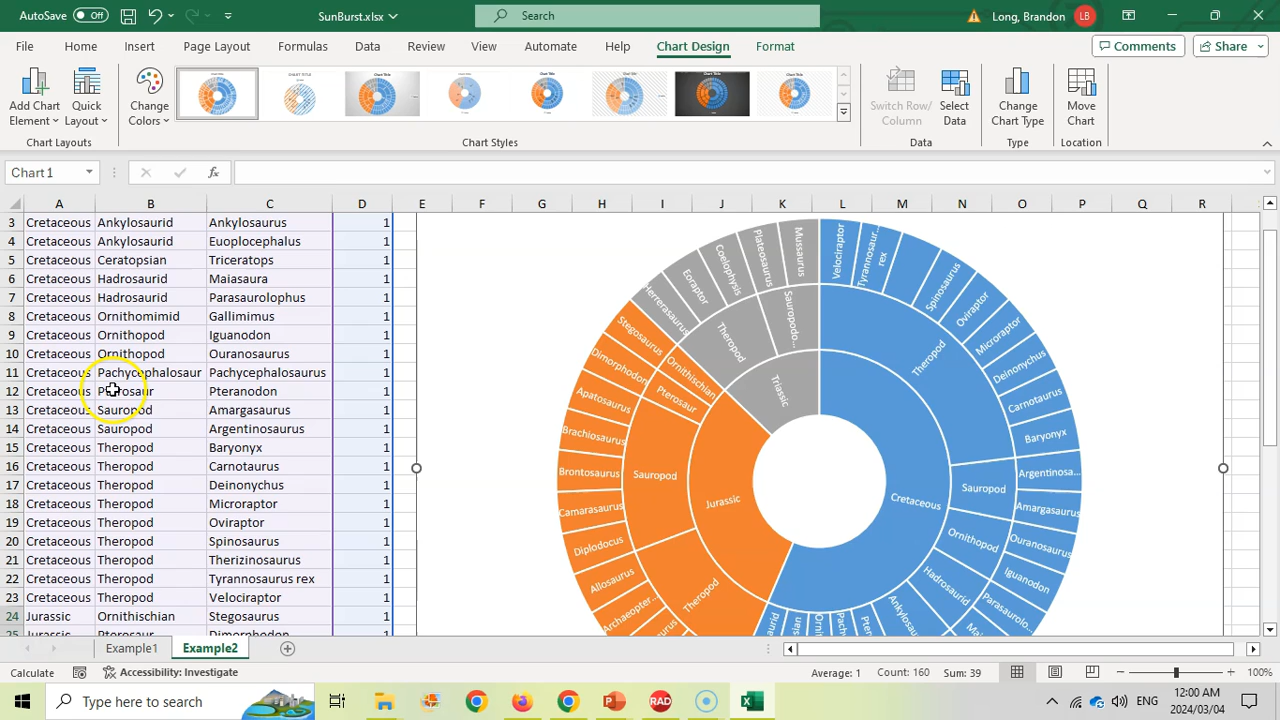 AutoSave Off
SunBurst.xlsx
Search
Long, Brandon LB
File Home Insert Page Layout Formulas Data Review View Automate Help Chart Design Format
Comments Share
Add Chart Element
Quick Layout
Change Colors
Switch Row/ Column
Select Data
Change Chart Type
Move Chart
Chart Layouts Chart Styles Data Type Location
Chart 1
fx
A B C D E F G H I J K L M N O P Q R
3 Cretaceous Ankylosaurid Ankylosaurus 1
4 Cretaceous Ankylosaurid Euoplocephalus 1
5 Cretaceous Ceratopsian Triceratops 1
6 Cretaceous Hadrosaurid Maiasaura 1
7 Cretaceous Hadrosaurid Parasaurolophus 1
8 Cretaceous Ornithomimid Gallimimus 1
9 Cretaceous Ornithopod Iguanodon 1
10 Cretaceous Ornithopod Ouranosaurus 1
11 Cretaceous Pachycephalosaur Pachycephalosaurus 1
12 Cretaceous Pterosaur Pteranodon 1
13 Cretaceous Sauropod Amargasaurus 1
14 Cretaceous Sauropod Argentinosaurus 1
15 Cretaceous Theropod Baryonyx 1
16 Cretaceous Theropod Carnotaurus 1
17 Cretaceous Theropod Deinonychus 1
18 Cretaceous Theropod Microraptor 1
19 Cretaceous Theropod Oviraptor 1
20 Cretaceous Theropod Spinosaurus 1
21 Cretaceous Theropod Therizinosaurus 1
22 Cretaceous Theropod Tyrannosaurus rex 1
23 Cretaceous Theropod Velociraptor 1
24 Jurassic Ornithischian Stegosaurus 1
25 Jurassic Pterosaur Dimorphodon 1
Velociraptor
Tyrannosaur... rex
Spinosaurus
Oviraptor
Microraptor
Deinonychus
Carnotaurus
Baryonyx
Argentinosa...
Amargasaurus
Ouranosaurus
Iguanodon
Parasaurolo...
Theropod
Sauropod
Ornithopod
Hadrosaurid
Cretaceous
Jurassic
Theropod
Sauropod
Pterosaur
Ornithischian
Archaeopter...
Allosaurus
Diplodocus
Camarasaurus
Brontosaurus
Brachiosaurus
Apatosaurus
Dimorphodon
Stegosaurus
Triassic
Theropod
Sauropodo...
Herrerasaurus
Eoraptor
Coelophysis
Plateosaurus
Mussaurus
Example1 Example2
Calculate Accessibility: Investigate Average: 1 Count: 160 Sum: 39 100%
Type here to search
RAD
ENG
12:00 AM
2024/03/04